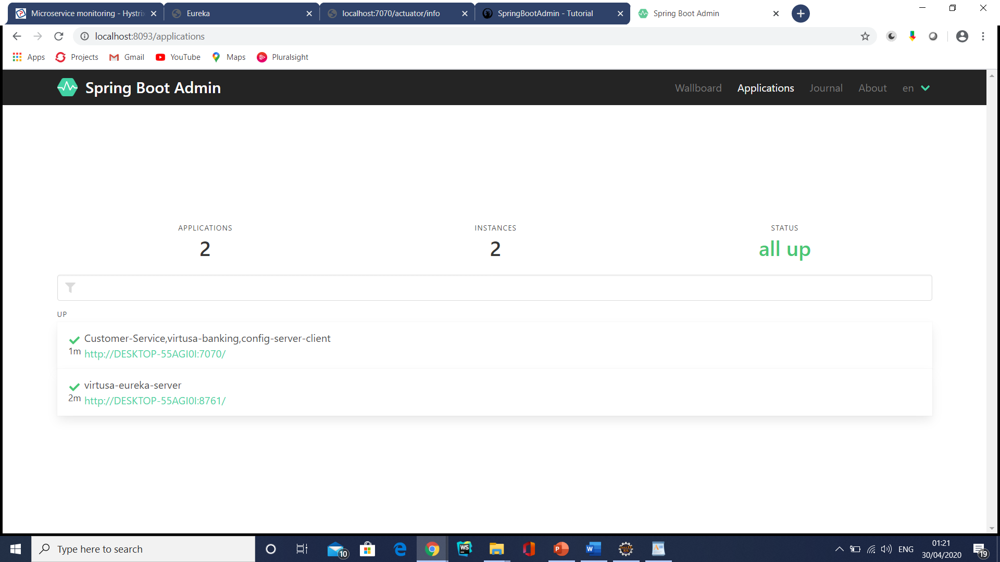 Microservice monitoring - Hystri
Eureka
localhost:7070/actuator/info
SpringBootAdmin - Tutorial
Spring Boot Admin
localhost:8093/applications
Apps
Projects
Gmail
YouTube
Maps
Pluralsight
Spring Boot Admin
Wallboard
Applications
Journal
About
en
APPLICATIONS
INSTANCES
STATUS
2
2
all up
UP
Customer-Service,virtusa-banking,config-server-client
1m http://DESKTOP-55AGI0I:7070/
virtusa-eureka-server
2m http://DESKTOP-55AGI0I:8761/
Type here to search
10
WS
ENG
01:21
30/04/2020
19